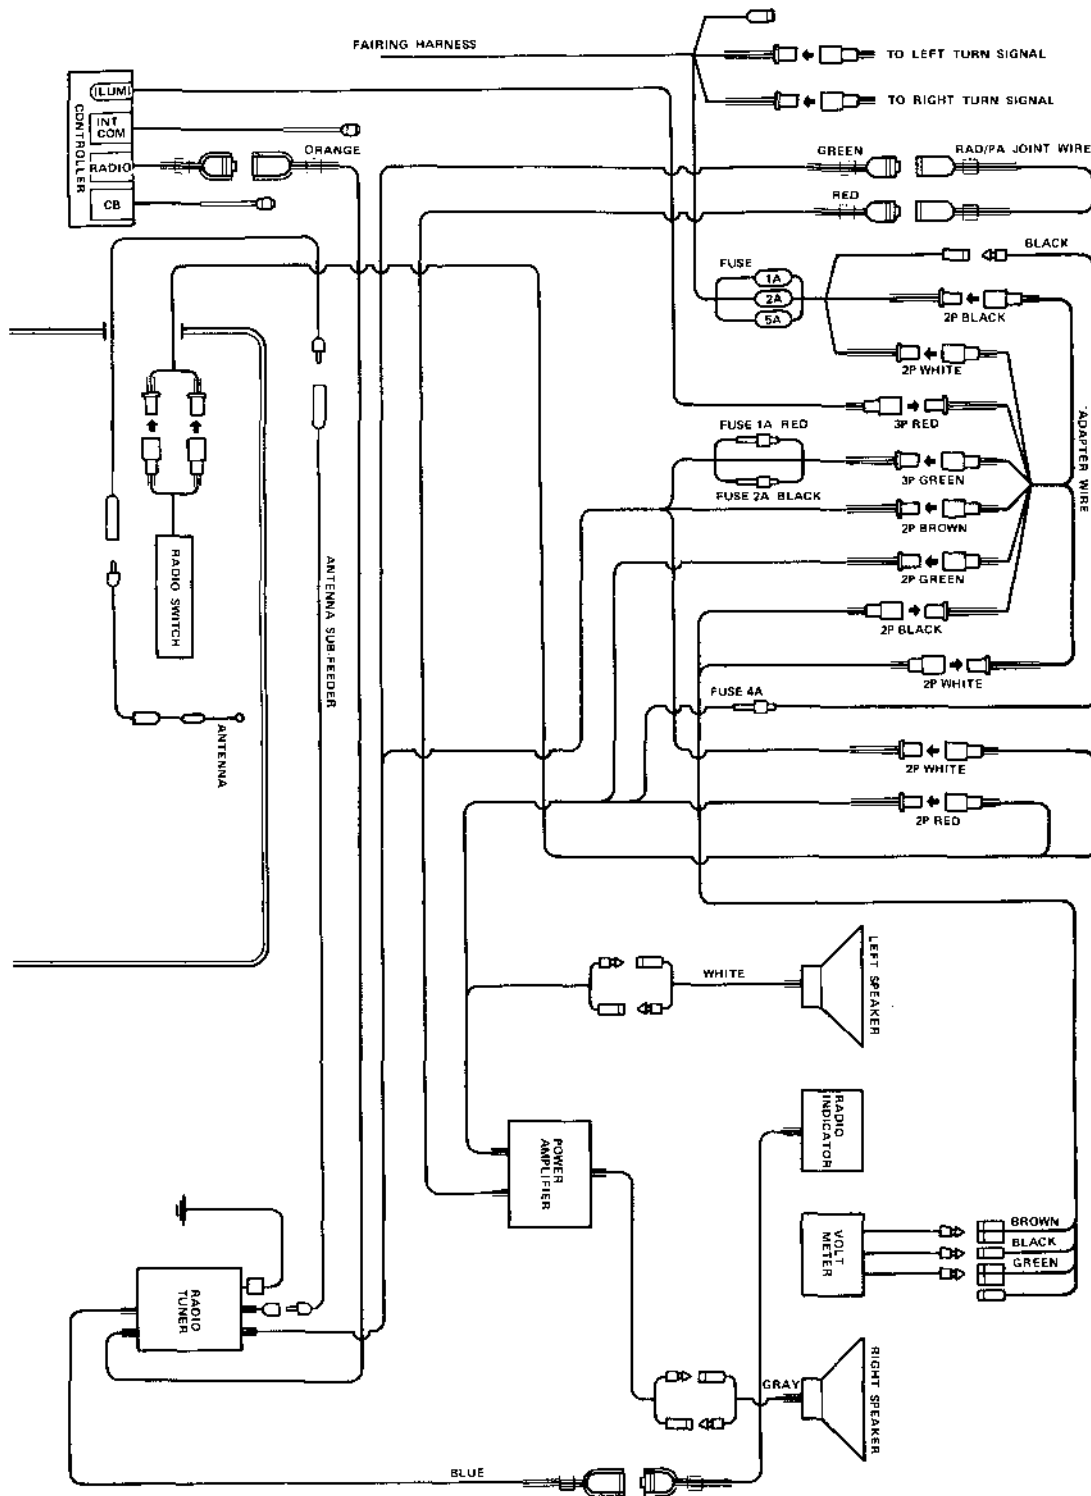 FAIRING HARNESS
TO LEFT TURN SIGNAL
TO RIGHT TURN SIGNAL
CONTROLLER
ILUMI
INT
COM
RADIO
CB
ORANGE
GREEN
RAD/PA JOINT WIRE
RED
BLACK
FUSE
1A
2A
5A
2P BLACK
2P WHITE
3P RED
ADAPTER WIRE
FUSE 1A RED
FUSE 2A BLACK
3P GREEN
2P BROWN
2P GREEN
2P BLACK
2P WHITE
FUSE 4A
2P WHITE
2P RED
RADIO SWITCH
ANTENNA SUB-FEEDER
ANTENNA
WHITE
LEFT SPEAKER
RADIO
INDICATOR
POWER
AMPLIFIER
VOLT
METER
BROWN
BLACK
GREEN
RADIO
TUNER
GRAY
RIGHT SPEAKER
BLUE